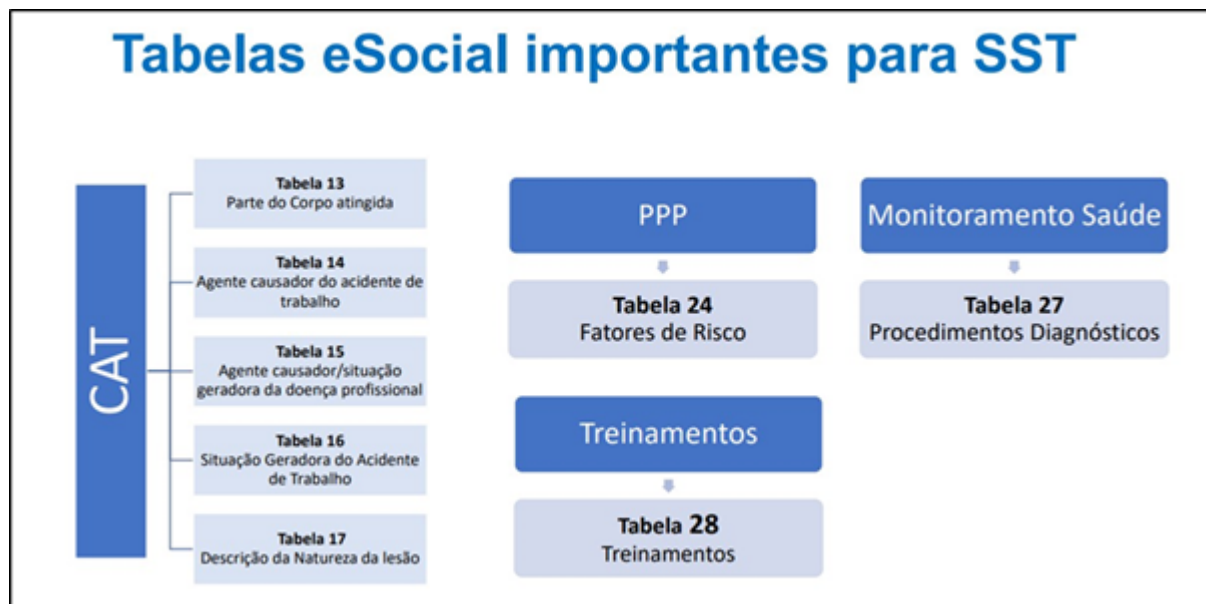 Tabelas eSocial importantes para SST
CAT
Tabela 13
Parte do Corpo atingida
Tabela 14
Agente causador do acidente de
trabalho
Tabela 15
Agente causador/situação
geradora da doença profissional
Tabela 16
Situação Geradora do Acidente
de Trabalho
Tabela 17
Descrição da Natureza da lesão
PPP
Tabela 24
Fatores de Risco
Monitoramento Saúde
Tabela 27
Procedimentos Diagnósticos
Treinamentos
Tabela 28
Treinamentos